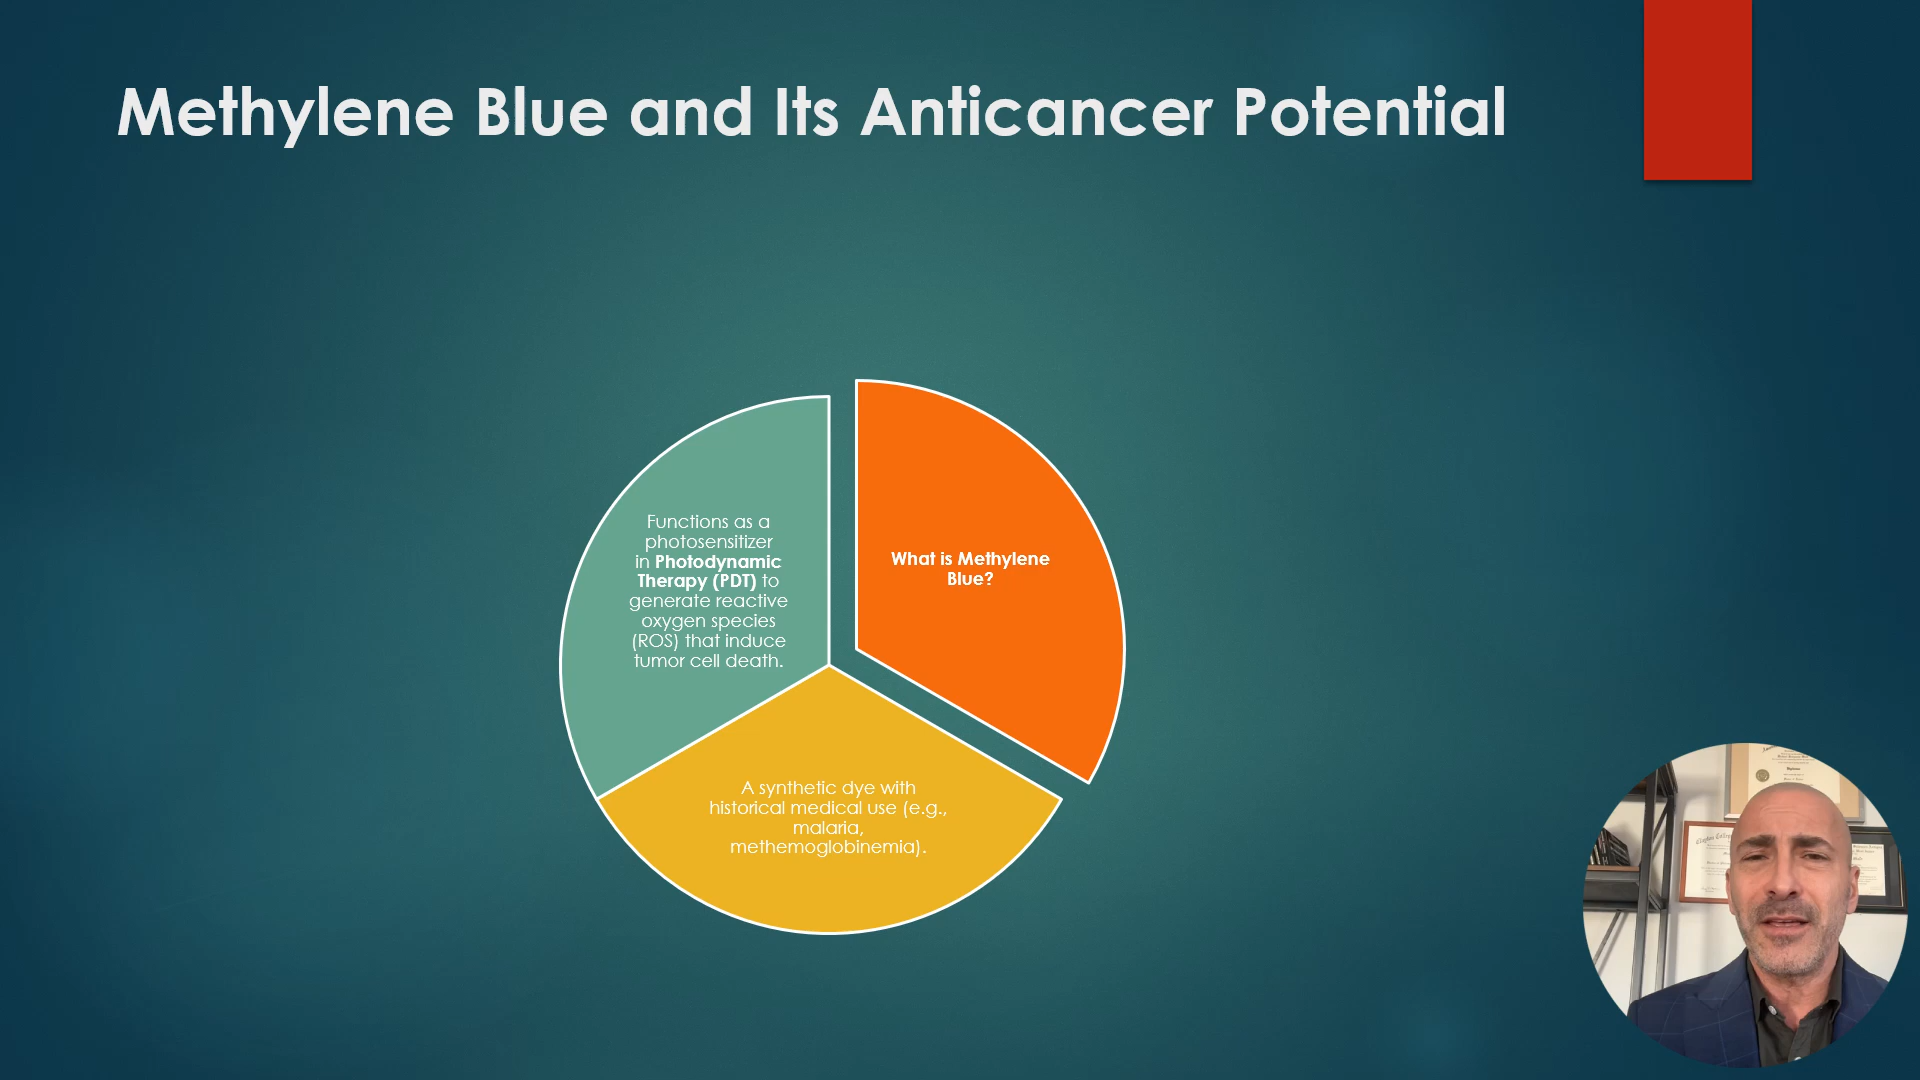 Methylene Blue and Its Anticancer Potential
Functions as a
photosensitizer
in Photodynamic
Therapy (PDT) to
generate reactive
oxygen species
(ROS) that induce
tumor cell death.
What is Methylene
Blue?
A synthetic dye with
historical medical use (e.g.,
malaria,
methemoglobinemia).